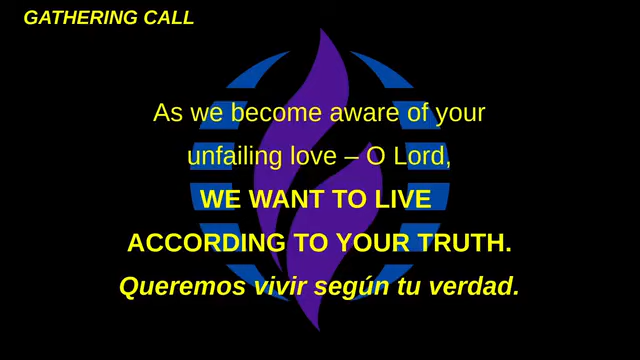 GATHERING CALL
As we become aware of your
unfailing love – O Lord,
WE WANT TO LIVE
ACCORDING TO YOUR TRUTH.
Queremos vivir según tu verdad.